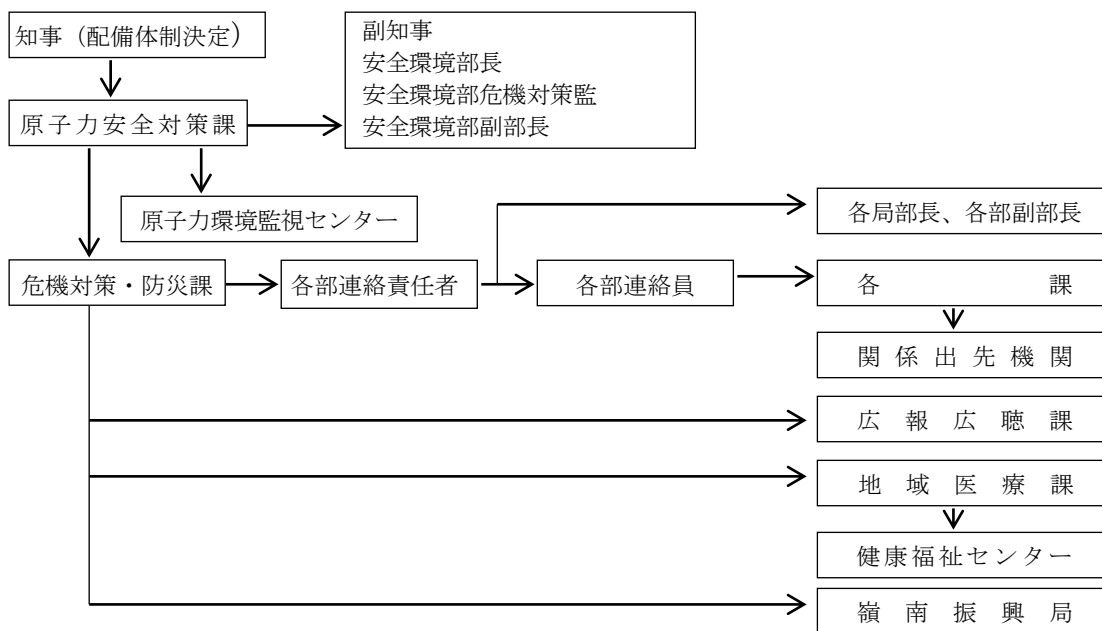 知事（配備体制決定）
副知事
安全環境部長
安全環境部危機対策監
安全環境部副部長
原子力安全対策課
原子力環境監視センター
各局部長、各部副部長
危機対策・防災課
各部連絡責任者
各部連絡員
各課
関係出先機関
広報広聴課
地域医療課
健康福祉センター
嶺南振興局